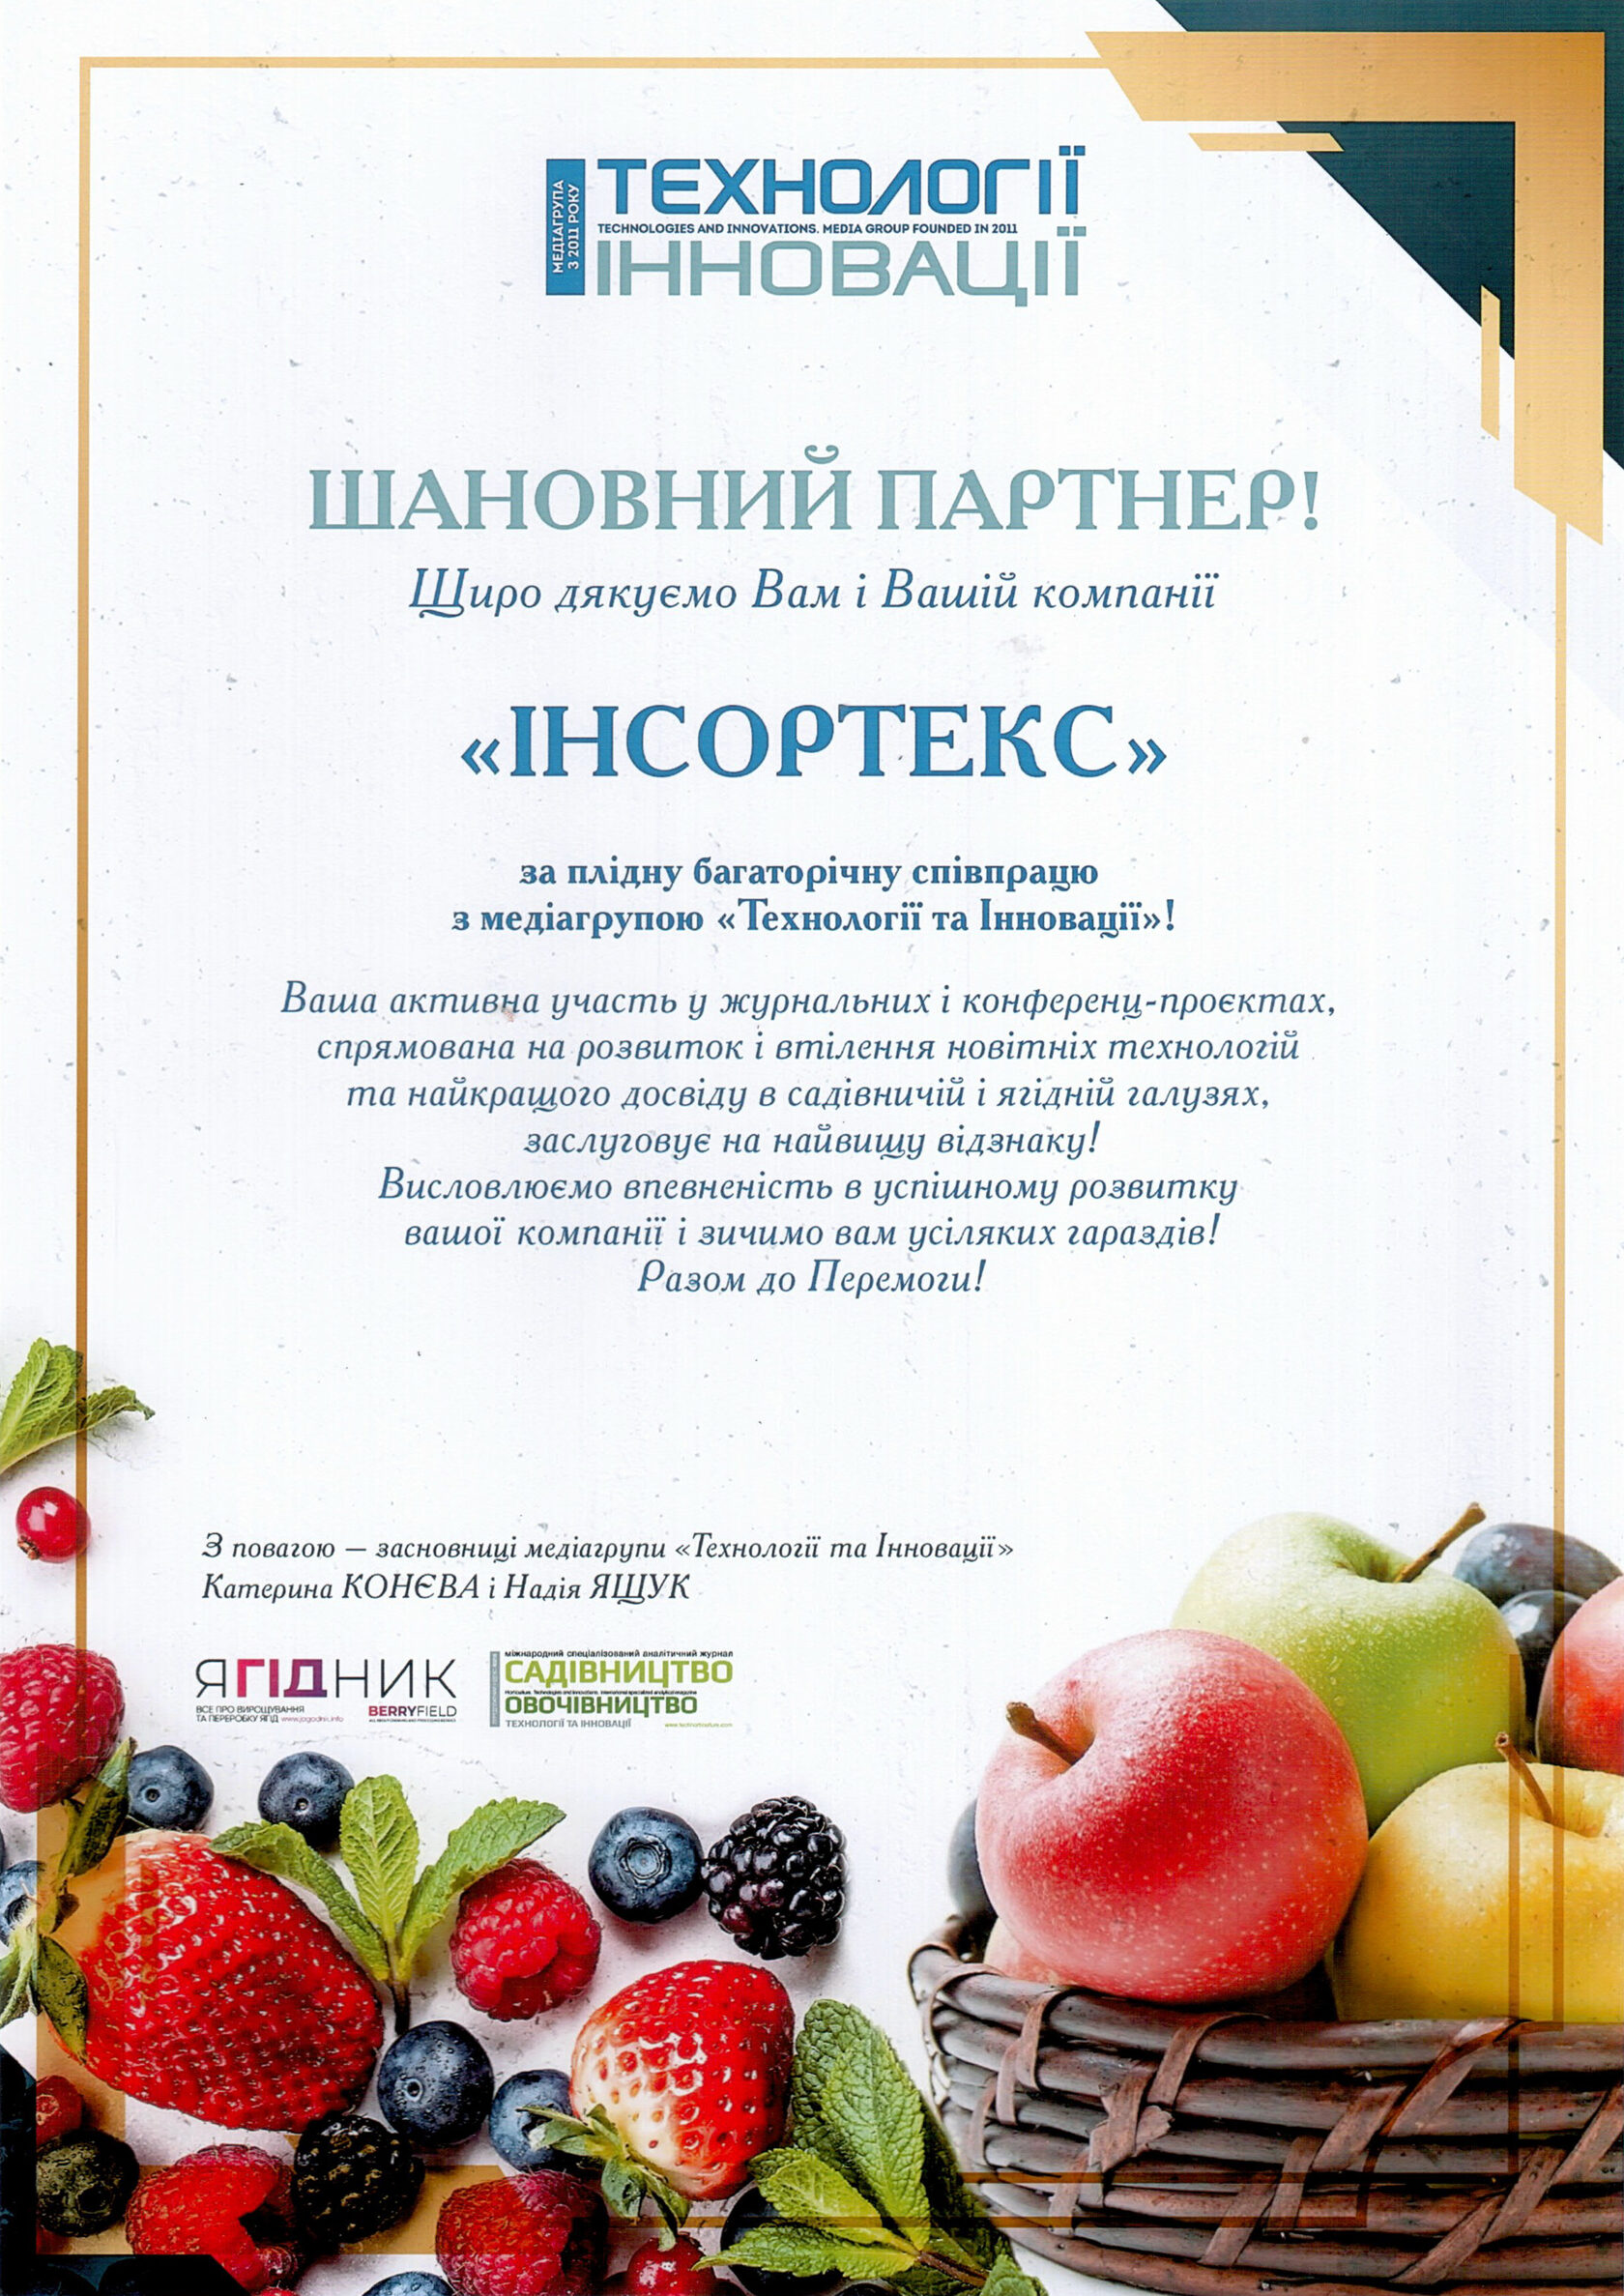 МЕДІАГРУПА
З 2011 РОКУ
ТЕХНОЛОГІЇ
TECHNOLOGIES AND INNOVATIONS. MEDIA GROUP FOUNDED IN 2011
ІННОВАЦІЇ
ШАНОВНИЙ ПАРТНЕР!
Щиро дякуємо Вам і Вашій компанії
«ІНСОРТЕКС»
за плідну багаторічну співпрацю
з медіагрупою «Технології та Інновації»!
Ваша активна участь у журнальних і конференц-проєктах,
спрямована на розвиток і втілення новітніх технологій
та найкращого досвіду в садівничій і ягідній галузях,
заслуговує на найвищу відзнаку!
Висловлюємо впевненість в успішному розвитку
вашої компанії і зичимо вам усіляких гараздів!
Разом до Перемоги!
З повагою — засновниці медіагрупи «Технології та Інновації»
Катерина КОНЄВА і Надія ЯЩУК
ЯГІДНИК
ВСЕ ПРО ВИРОЩУВАННЯ
ТА ПЕРЕРОБКУ ЯГІД www.jagodnik.info
BERRYFIELD
міжнародний спеціалізований аналітичний журнал
САДІВНИЦТВО
ОВОЧІВНИЦТВО
ТЕХНОЛОГІЇ ТА ІННОВАЦІЇ